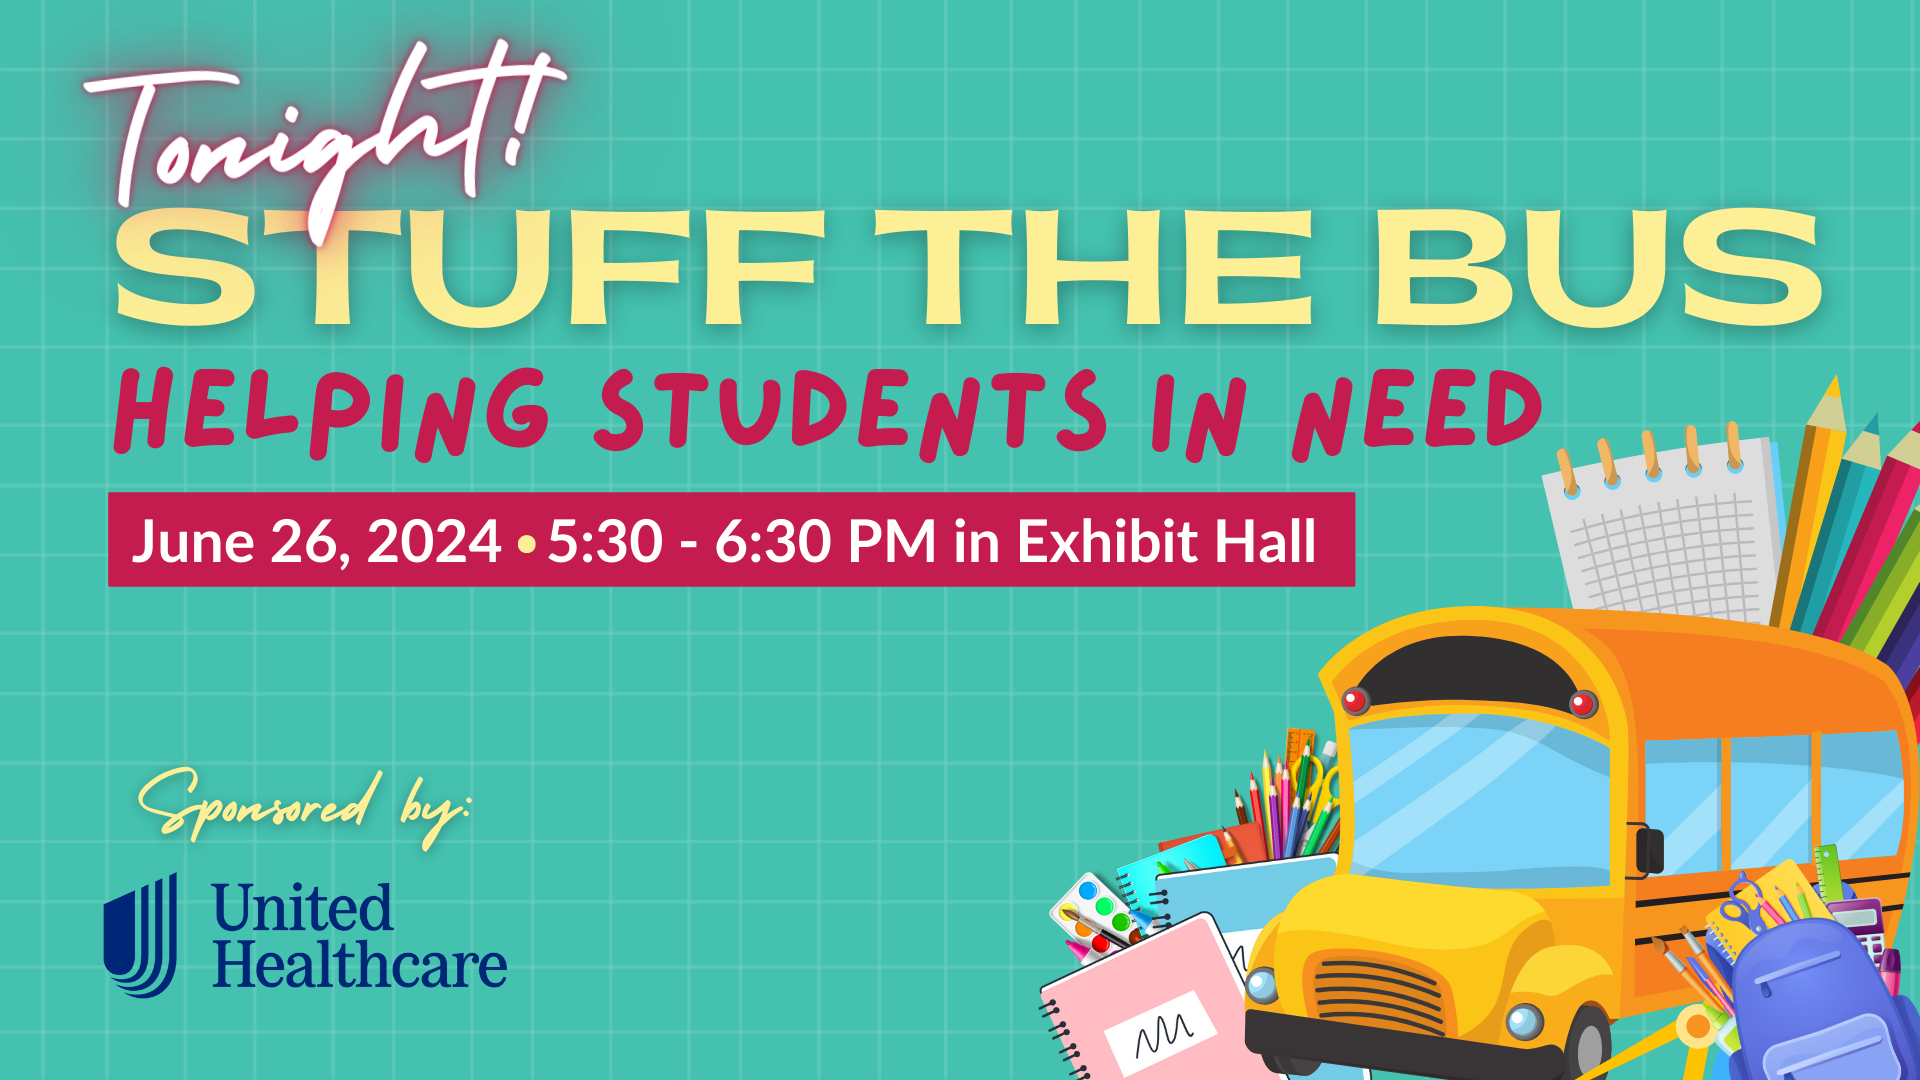 Tonight!
STUFF THE BUS
HELPING STUDENTS IN NEED
June 26, 2024 • 5:30 - 6:30 PM in Exhibit Hall
Sponsored by:
United
Healthcare